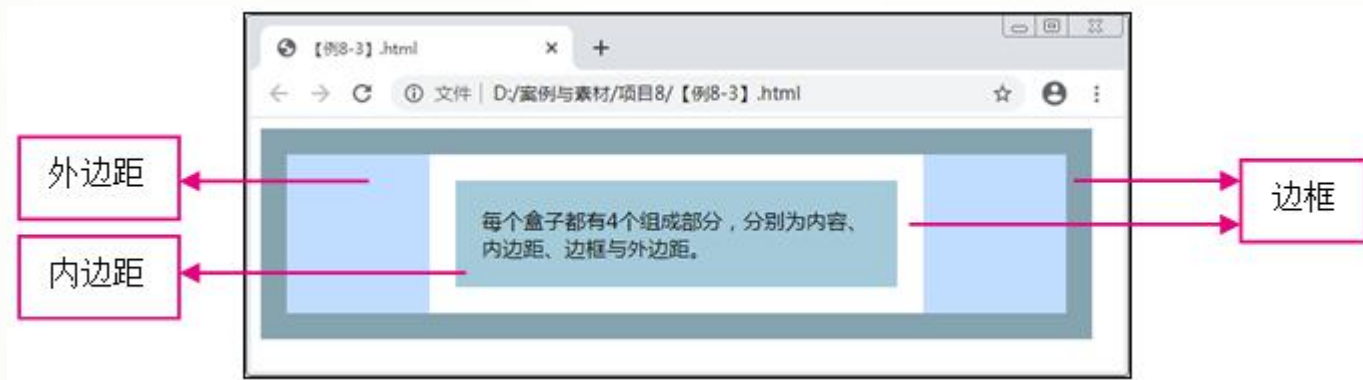 【例8-3】.html
文件 D:/案例与素材/项目8/【例8-3】.html
外边距
内边距
每个盒子都有4个组成部分，分别为内容、
内边距、边框与外边距。
边框